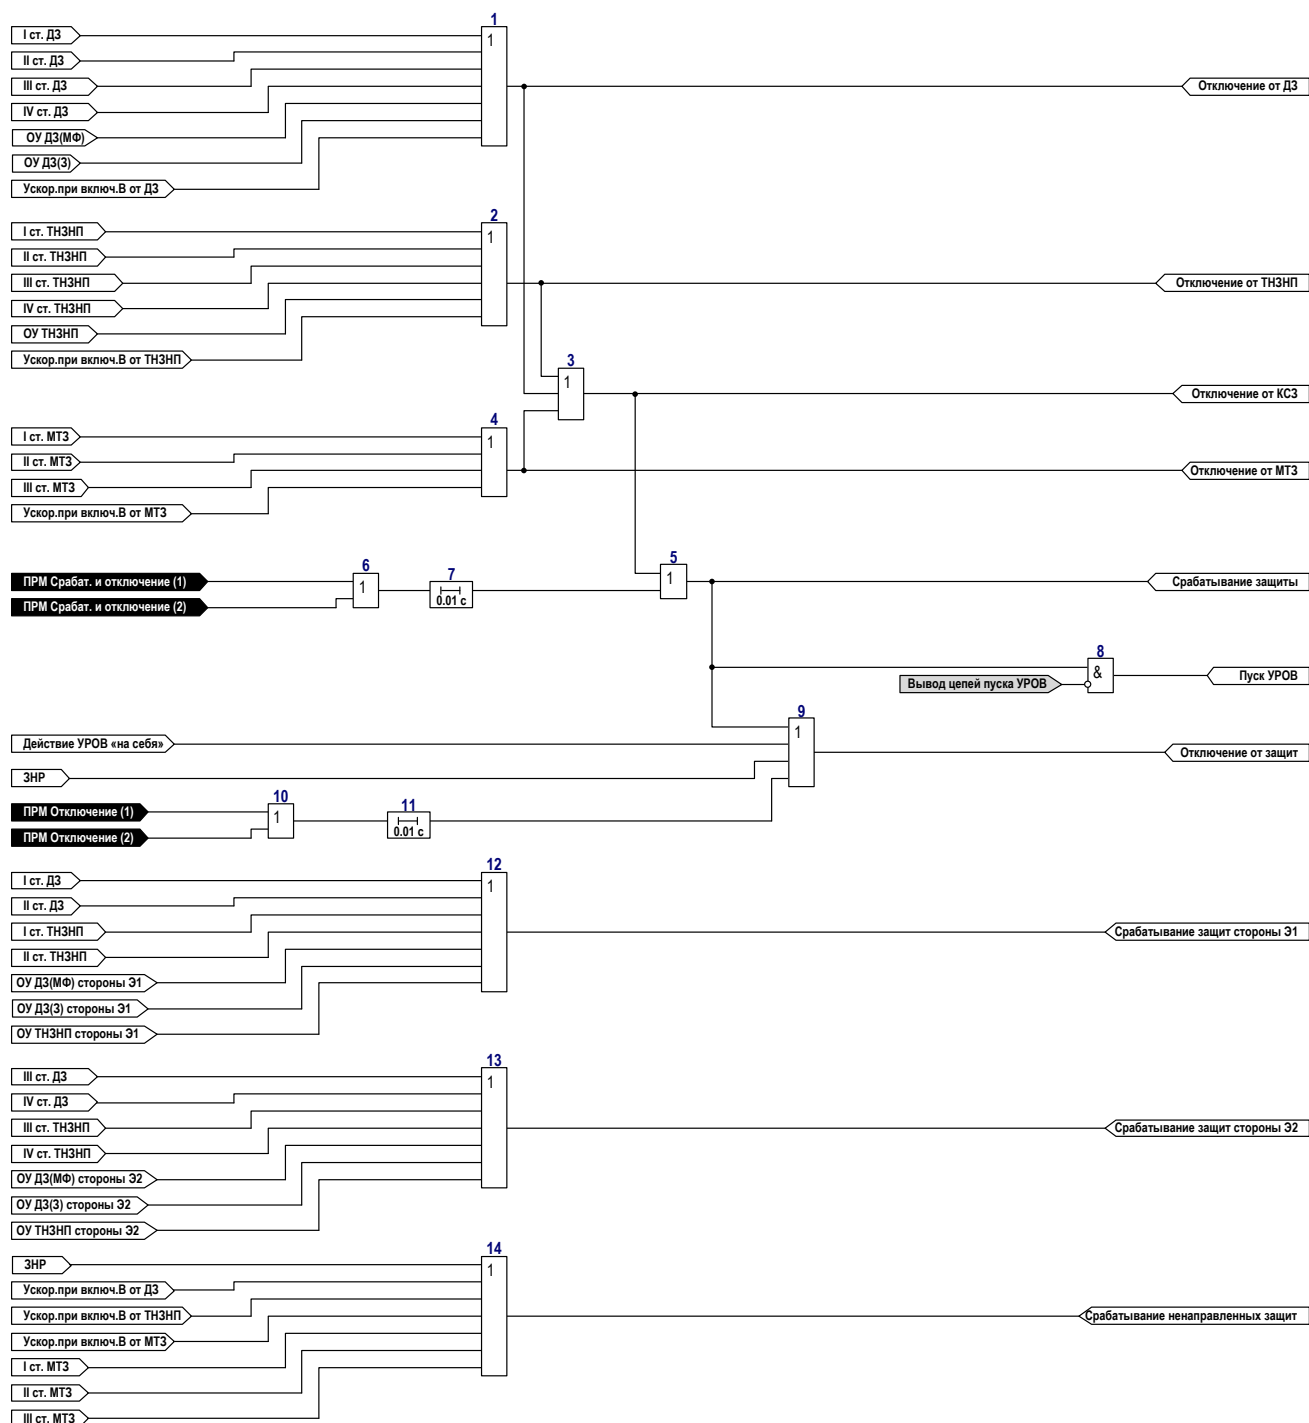 1
I ст. ДЗ
1
II ст. ДЗ
III ст. ДЗ
Отключение от ДЗ
IV ст. ДЗ
ОУ ДЗ(МФ)
ОУ ДЗ(З)
Ускор.при включ.В от ДЗ
2
I ст. ТНЗНП
1
II ст. ТНЗНП
III ст. ТНЗНП
Отключение от ТНЗНП
IV ст. ТНЗНП
ОУ ТНЗНП
Ускор.при включ.В от ТНЗНП
3
1
Отключение от КСЗ
4
I ст. МТЗ
1
II ст. МТЗ
Отключение от МТЗ
III ст. МТЗ
Ускор.при включ.В от МТЗ
5
1
6
7
ПРМ Срабат. и отключение (1)
1
0.01 с
Срабатывание защиты
ПРМ Срабат. и отключение (2)
8
&
Вывод цепей пуска УРОВ
Пуск УРОВ
9
1
Действие УРОВ «на себя»
Отключение от защит
ЗНР
10
11
ПРМ Отключение (1)
1
0.01 с
ПРМ Отключение (2)
12
I ст. ДЗ
1
II ст. ДЗ
I ст. ТНЗНП
Срабатывание защит стороны Э1
II ст. ТНЗНП
ОУ ДЗ(МФ) стороны Э1
ОУ ДЗ(З) стороны Э1
ОУ ТНЗНП стороны Э1
13
III ст. ДЗ
1
IV ст. ДЗ
III ст. ТНЗНП
Срабатывание защит стороны Э2
IV ст. ТНЗНП
ОУ ДЗ(МФ) стороны Э2
ОУ ДЗ(З) стороны Э2
ОУ ТНЗНП стороны Э2
14
ЗНР
1
Ускор.при включ.В от ДЗ
Ускор.при включ.В от ТНЗНП
Срабатывание ненаправленных защит
Ускор.при включ.В от МТЗ
I ст. МТЗ
II ст. МТЗ
III ст. МТЗ